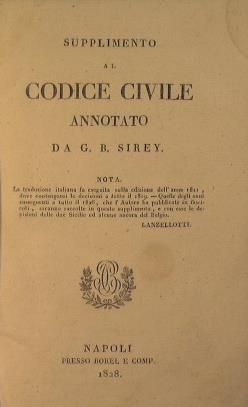 SUPPLIMENTO
AL
CODICE CIVILE
ANNOTATO
DA G. B. SIREY.
NOTA.
La traduzione italiana fu eseguita sulla edizione dell'anno 1821,
dove contengonsi le decisioni a tutto il 1819. — Quelle degli anni
conseguenti a tutto il 1828, che l'Autore ha pubblicate in fasci-
coli, saranno raccolte in questo supplimento, e con esse le de-
cisioni delle due Sicilie ed alcune ancora del Belgio.
LANZELLOTTI.
NAPOLI
PRESSO BOREL E COMP.
1828.